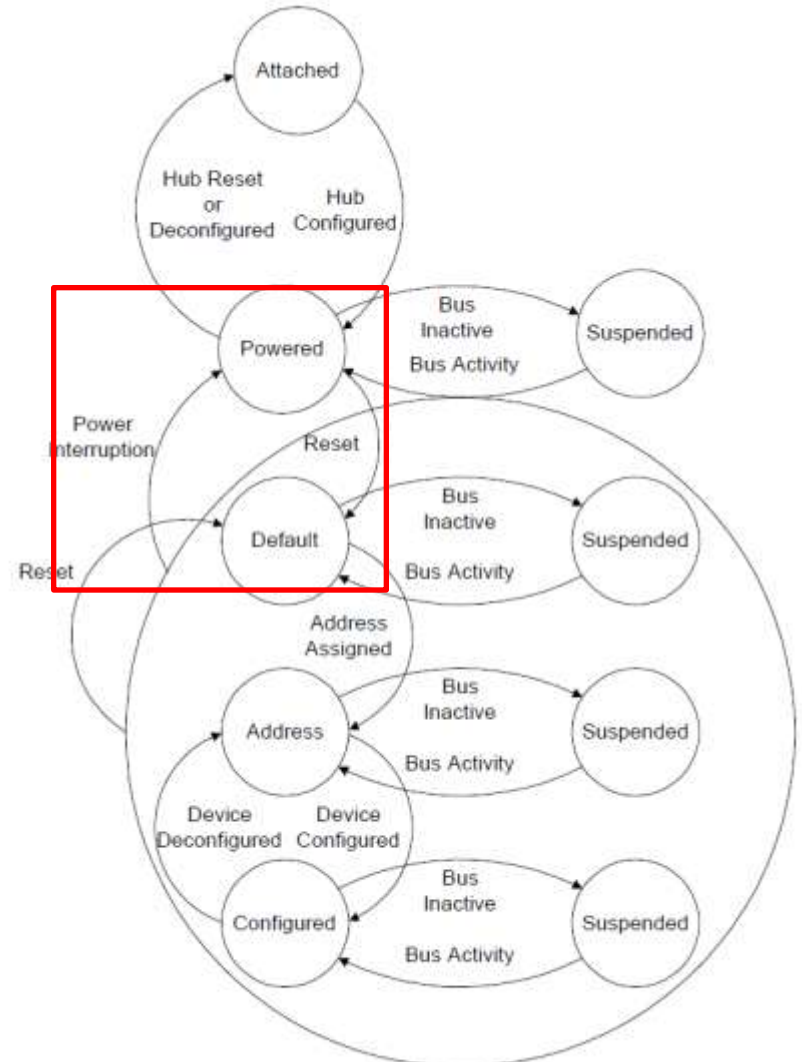 Attached
Hub Reset
or
Deconfigured
Hub
Configured
Powered
Bus
Inactive
Bus Activity
Suspended
Power
Interruption
Reset
Default
Bus
Inactive
Bus Activity
Suspended
Reset
Address
Assigned
Address
Bus
Inactive
Bus Activity
Suspended
Device
Deconfigured
Device
Configured
Configured
Bus
Inactive
Bus Activity
Suspended